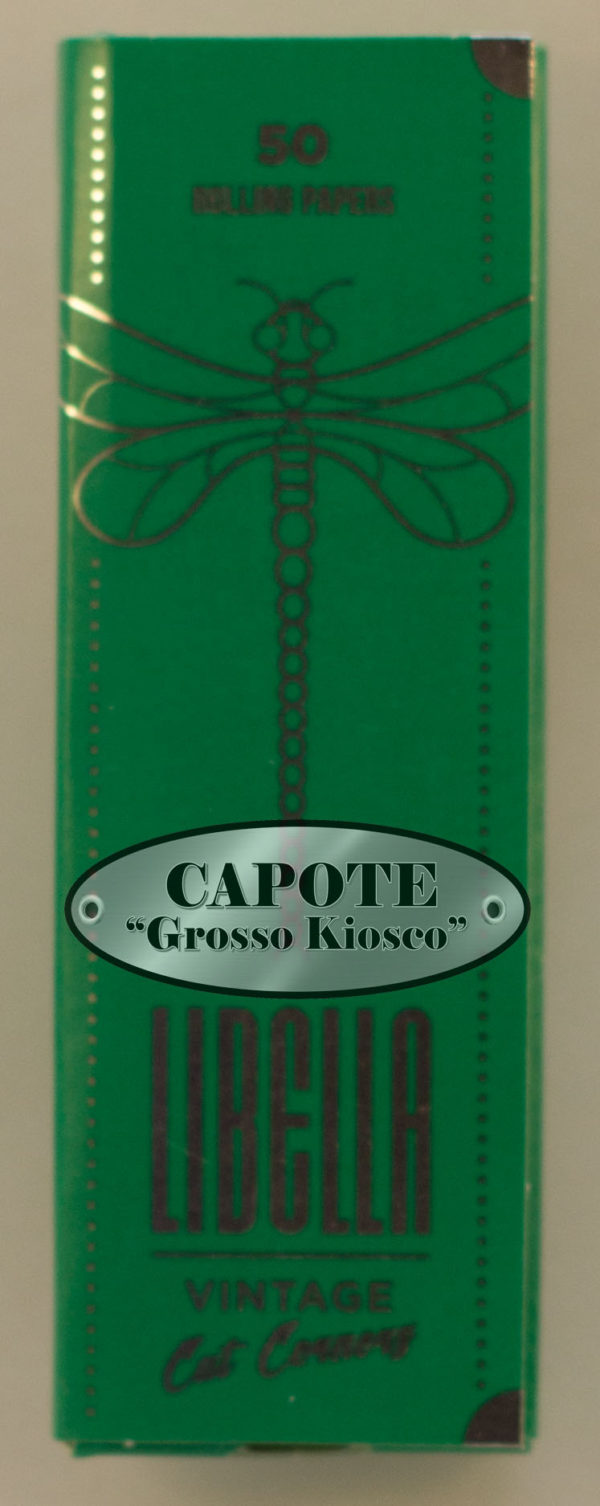 50
ROLLING PAPERS
CAPOTE
“Grosso Kiosco”
LIBELLA
VINTAGE
Cut Corners